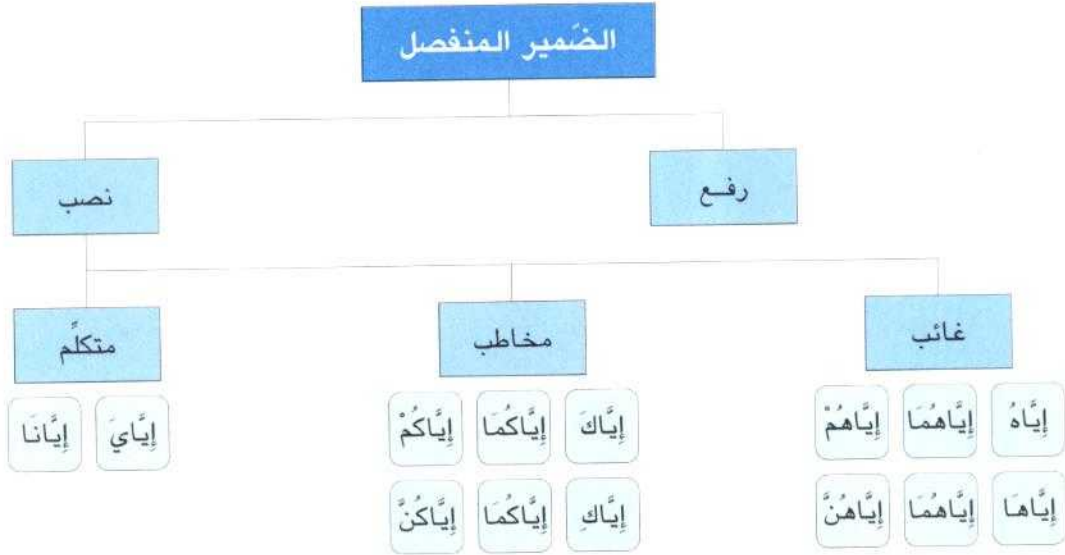 الضَمير المنفصل
رفـع
نصب
غائب
مخاطب
متكلِّم
إِيَّاهُ إِيَّاهُمَا إِيَّاهُمْ
إِيَّاكَ إِيَّاكُمَا إِيَّاكُمْ
إِيَّايَ إِيَّانَا
إِيَّاهَا إِيَّاهُمَا إِيَّاهُنَّ
إِيَّاكِ إِيَّاكُمَا إِيَّاكُنَّ